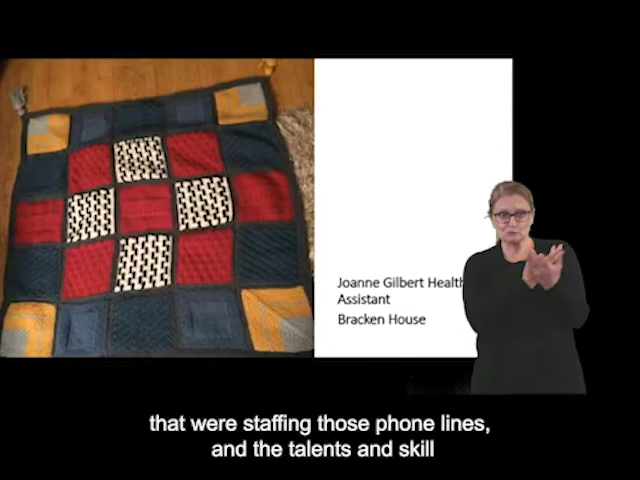 Joanne Gilbert Health
Assistant
Bracken House
that were staffing those phone lines,
and the talents and skill